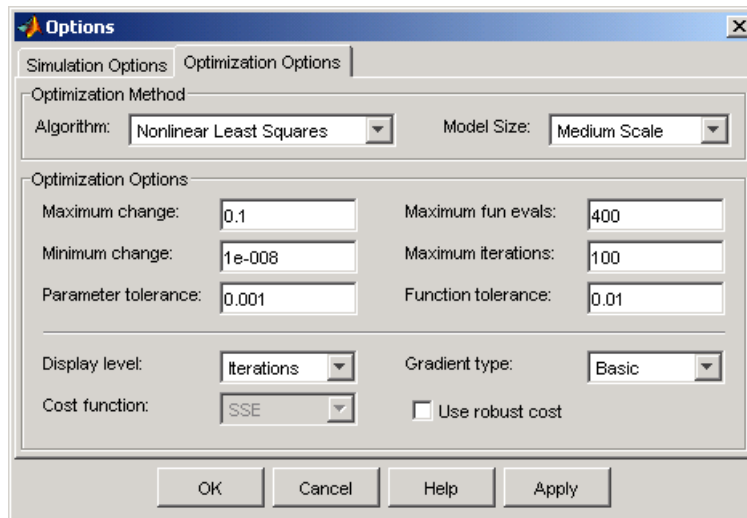 Options
Simulation Options Optimization Options
Optimization Method
Algorithm: Nonlinear Least Squares Model Size: Medium Scale
Optimization Options
Maximum change: 0.1 Maximum fun evals: 400
Minimum change: 1e-008 Maximum iterations: 100
Parameter tolerance: 0.001 Function tolerance: 0.01
Display level: Iterations Gradient type: Basic
Cost function: SSE Use robust cost
OK Cancel Help Apply